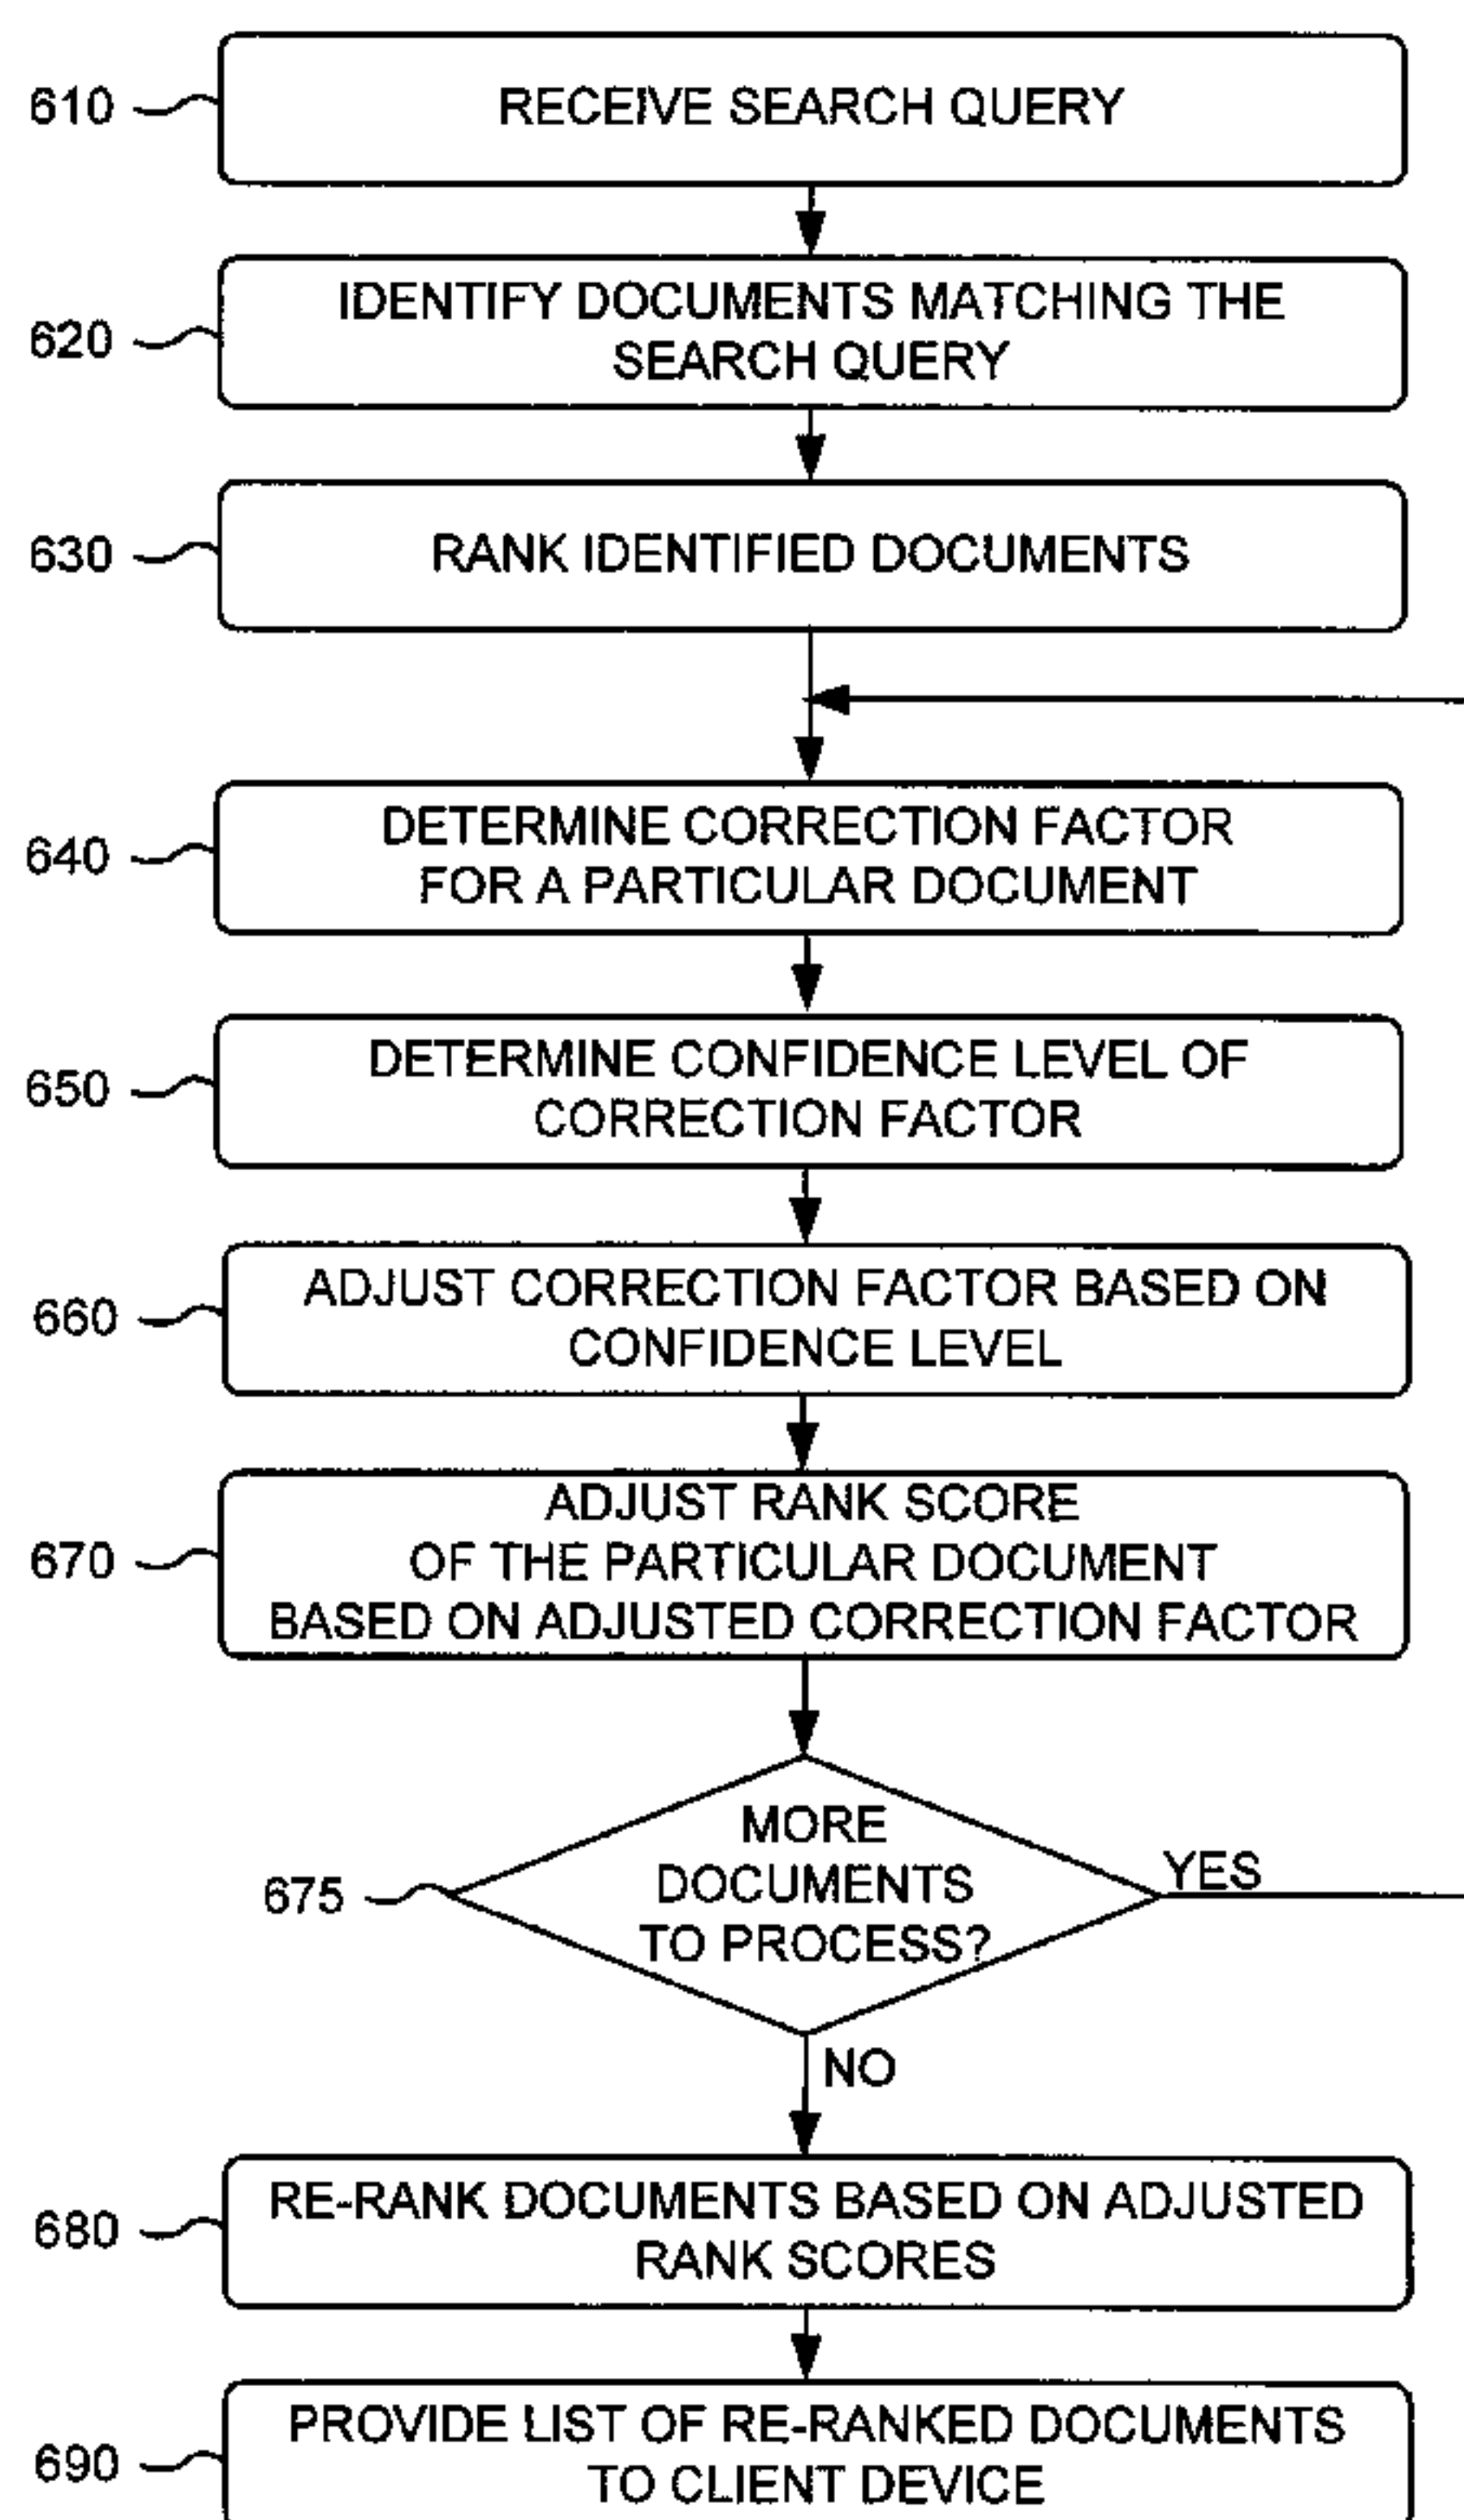 610
RECEIVE SEARCH QUERY
620
IDENTIFY DOCUMENTS MATCHING THE
SEARCH QUERY
630
RANK IDENTIFIED DOCUMENTS
640
DETERMINE CORRECTION FACTOR
FOR A PARTICULAR DOCUMENT
650
DETERMINE CONFIDENCE LEVEL OF
CORRECTION FACTOR
660
ADJUST CORRECTION FACTOR BASED ON
CONFIDENCE LEVEL
670
ADJUST RANK SCORE
OF THE PARTICULAR DOCUMENT
BASED ON ADJUSTED CORRECTION FACTOR
675
MORE
DOCUMENTS
TO PROCESS?
YES
NO
680
RE-RANK DOCUMENTS BASED ON ADJUSTED
RANK SCORES
690
PROVIDE LIST OF RE-RANKED DOCUMENTS
TO CLIENT DEVICE